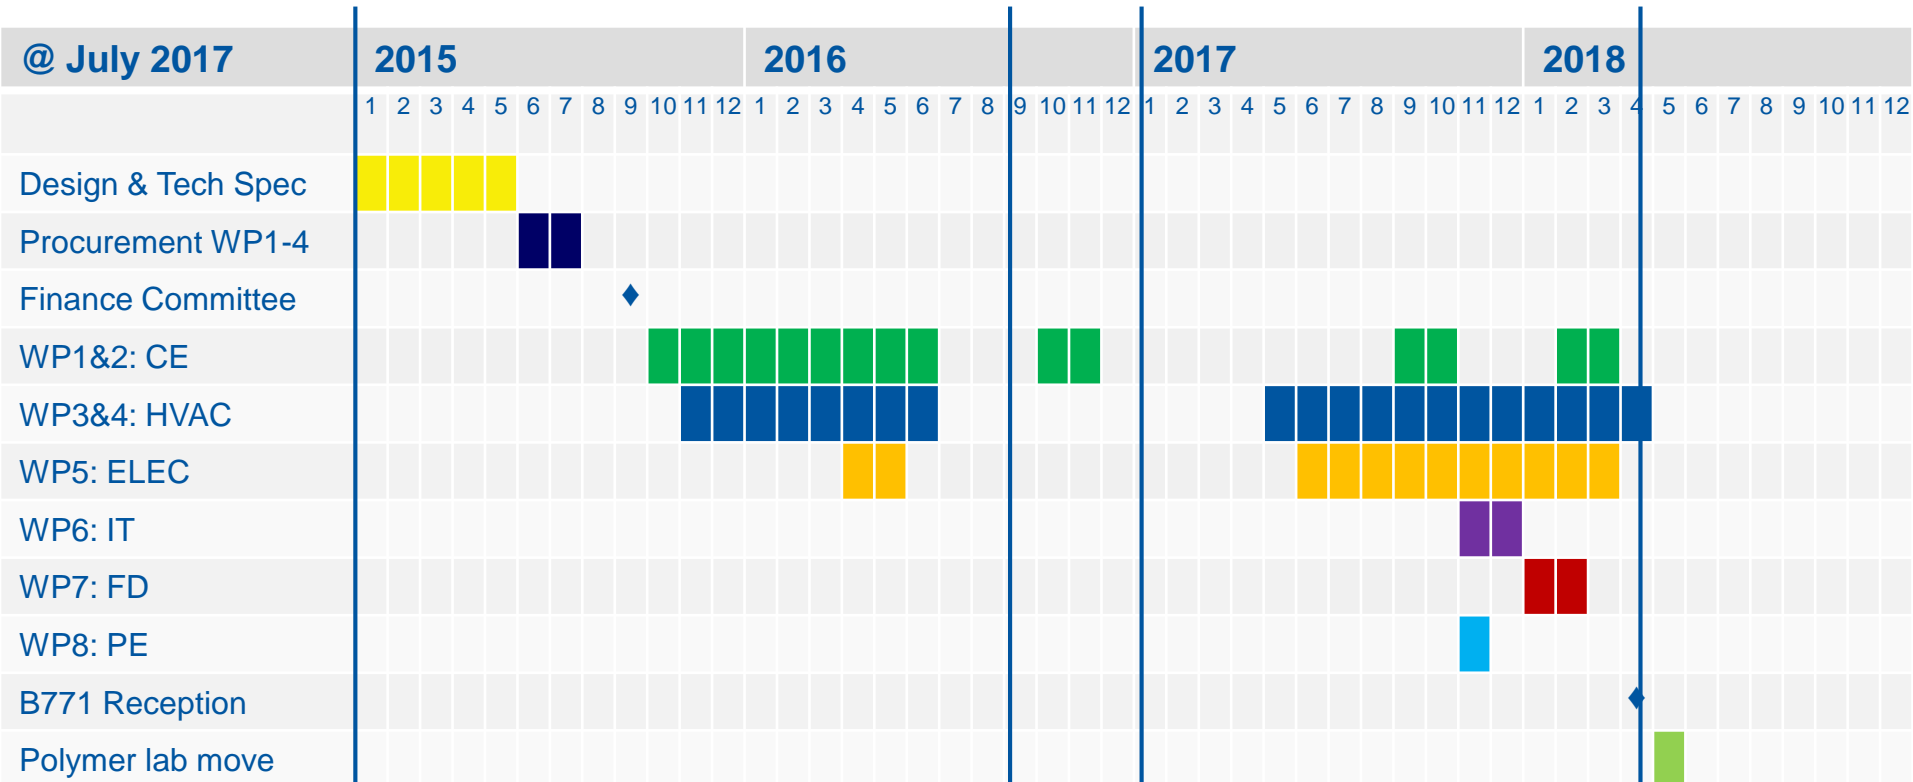 @ July 2017 2015 2016 2017 2018
1 2 3 4 5 6 7 8 9 10 11 12 1 2 3 4 5 6 7 8 9 10 11 12 1 2 3 4 5 6 7 8 9 10 11 12 1 2 3 4 5 6 7 8 9 10 11 12
Design & Tech Spec
Procurement WP1-4
Finance Committee
WP1&2: CE
WP3&4: HVAC
WP5: ELEC
WP6: IT
WP7: FD
WP8: PE
B771 Reception
Polymer lab move